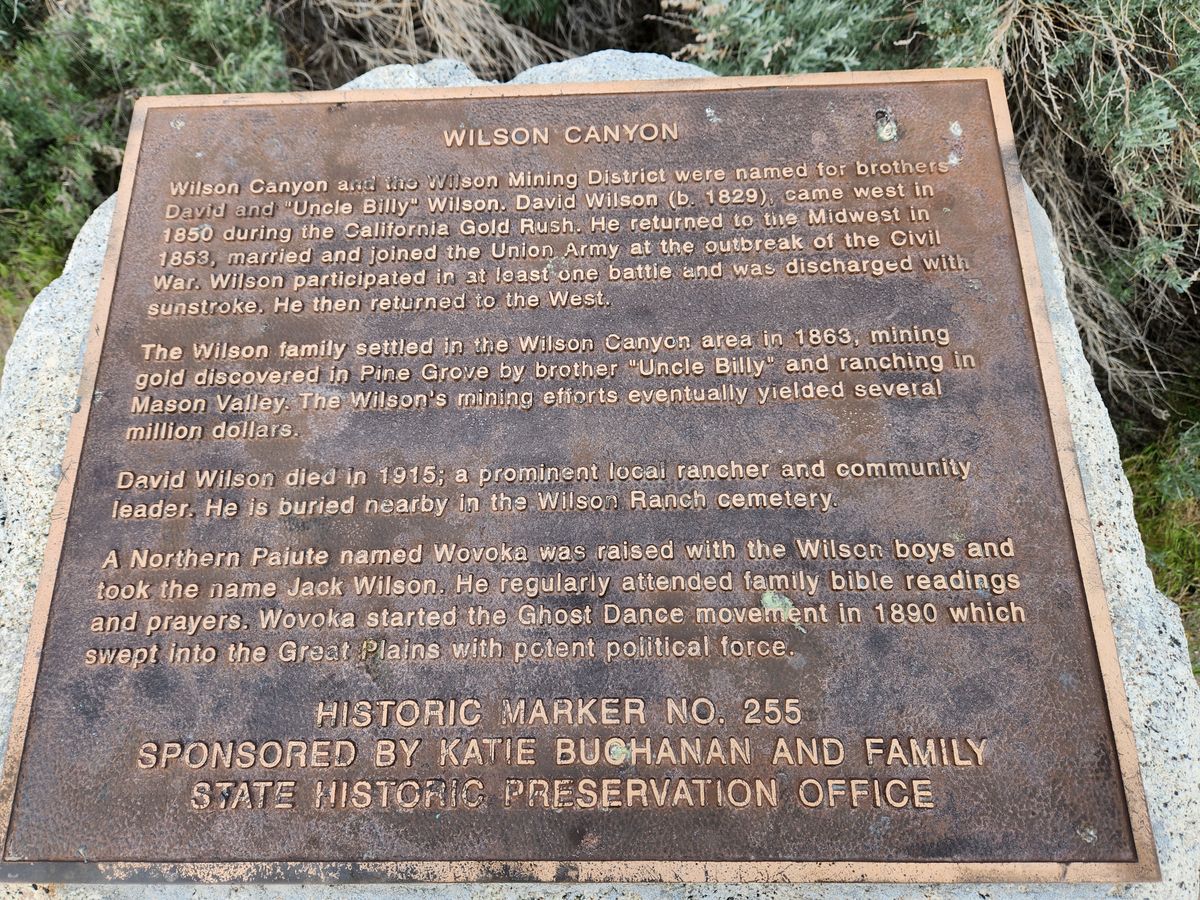 WILSON CANYON
Wilson Canyon and the Wilson Mining District were named for brothers
David and "Uncle Billy" Wilson. David Wilson (b. 1829), came west in
1850 during the California Gold Rush. He returned to the Midwest in
1853, married and joined the Union Army at the outbreak of the Civil
War. Wilson participated in at least one battle and was discharged with
sunstroke. He then returned to the West.
The Wilson family settled in the Wilson Canyon area in 1863, mining
gold discovered in Pine Grove by brother "Uncle Billy" and ranching in
Mason Valley. The Wilson's mining efforts eventually yielded several
million dollars.
David Wilson died in 1915; a prominent local rancher and community
leader. He is buried nearby in the Wilson Ranch cemetery.
A Northern Paiute named Wovoka was raised with the Wilson boys and
took the name Jack Wilson. He regularly attended family bible readings
and prayers. Wovoka started the Ghost Dance movement in 1890 which
swept into the Great Plains with potent political force.
HISTORIC MARKER NO. 255
SPONSORED BY KATIE BUCHANAN AND FAMILY
STATE HISTORIC PRESERVATION OFFICE